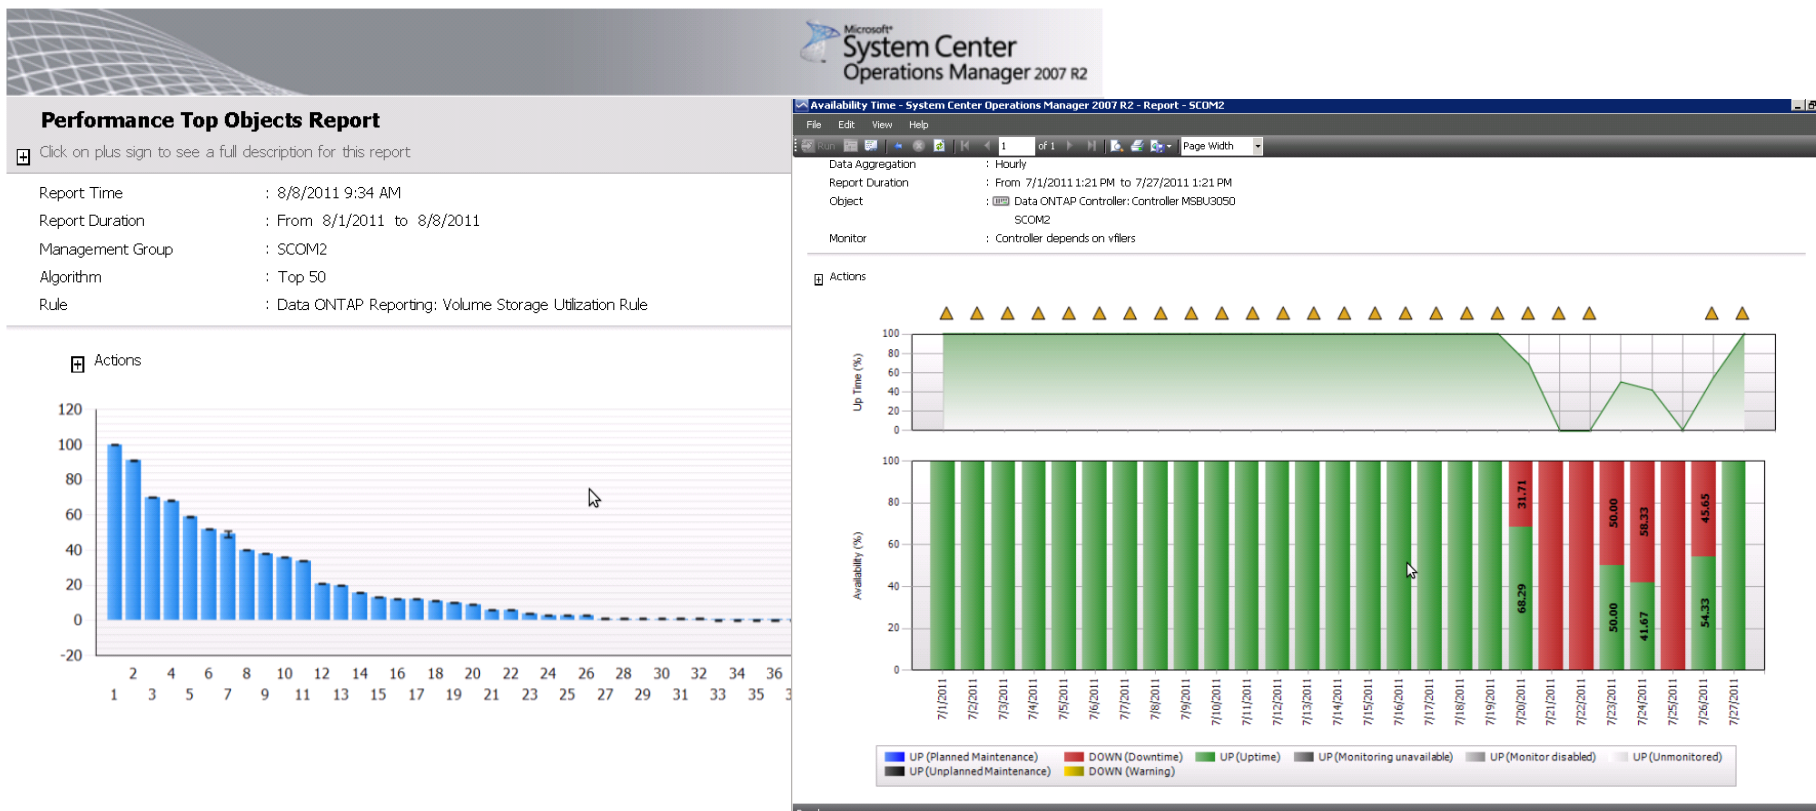 Microsoft®
System Center
Operations Manager 2007 R2
Performance Top Objects Report
Click on plus sign to see a full description for this report
Report Time : 8/8/2011 9:34 AM
Report Duration : From 8/1/2011 to 8/8/2011
Management Group : SCOM2
Algorithm : Top 50
Rule : Data ONTAP Reporting: Volume Storage Utilization Rule
Actions
120
100
80
60
40
20
0
-20
2 4 6 8 10 12 14 16 18 20 22 24 26 28 30 32 34 36
1 3 5 7 9 11 13 15 17 19 21 23 25 27 29 31 33 35
Availability Time - System Center Operations Manager 2007 R2 - Report - SCOM2
File Edit View Help
Run 1 of 1 Page Width
Data Aggregation : Hourly
Report Duration : From 7/1/2011 1:21 PM to 7/27/2011 1:21 PM
Object : Data ONTAP Controller: Controller MSBU3050
SCOM2
Monitor : Controller depends on vfilers
Actions
Up Time (%)
100
80
60
40
20
0
Availability (%)
100
80
60
40
20
0
31.71
68.29
50.00
50.00
58.33
41.67
45.65
54.33
7/1/2011 7/2/2011 7/3/2011 7/4/2011 7/5/2011 7/6/2011 7/7/2011 7/8/2011 7/9/2011 7/10/2011 7/11/2011 7/12/2011 7/13/2011 7/14/2011 7/15/2011 7/16/2011 7/17/2011 7/18/2011 7/19/2011 7/20/2011 7/21/2011 7/22/2011 7/23/2011 7/24/2011 7/25/2011 7/26/2011 7/27/2011
UP (Planned Maintenance) DOWN (Downtime) UP (Uptime) UP (Monitoring unavailable) UP (Monitor disabled) UP (Unmonitored)
UP (Unplanned Maintenance) DOWN (Warning)